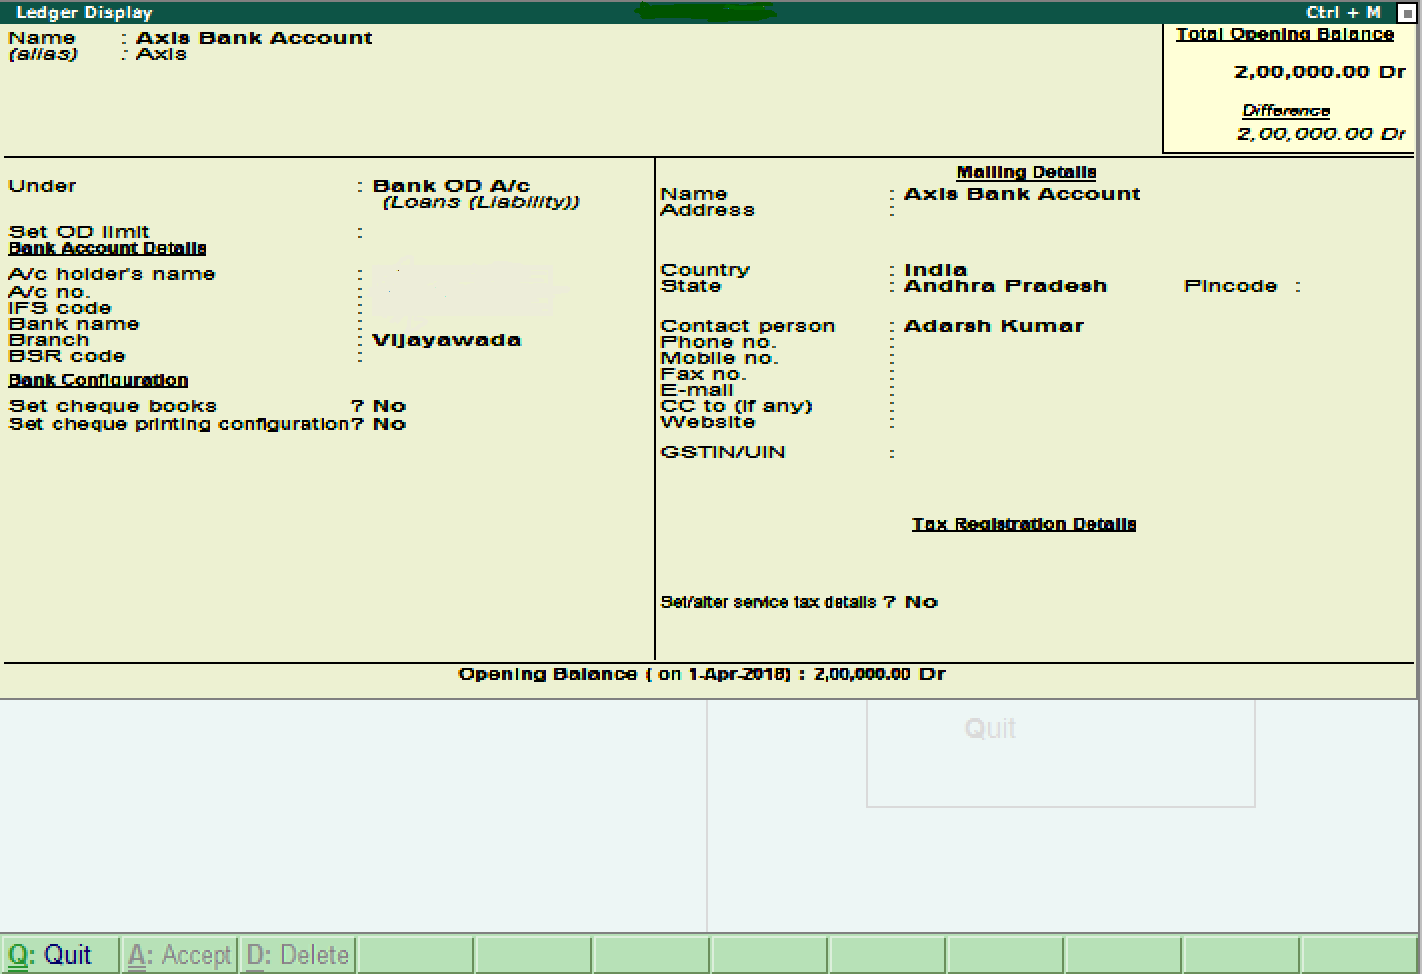 Ledger Display Ctrl + M
Name : Axis Bank Account
(alias) : Axis
Total Opening Balance
2,00,000.00 Dr
Difference
2,00,000.00 Dr
Under : Bank OD A/c
(Loans (Liability))
Set OD limit :
Bank Account Details
A/c holder's name :
A/c no. :
IFS code :
Bank name :
Branch : Vijayawada
BSR code :
Bank Configuration
Set cheque books ? No
Set cheque printing configuration? No
Mailing Details
Name : Axis Bank Account
Address :
Country : India
State : Andhra Pradesh Pincode :
Contact person : Adarsh Kumar
Phone no. :
Mobile no. :
Fax no. :
E-mail :
CC to (if any) :
Website :
GSTIN/UIN :
Tax Registration Details
Set/alter service tax details ? No
Opening Balance ( on 1-Apr-2018) : 2,00,000.00 Dr
Quit
Q: Quit A: Accept D: Delete